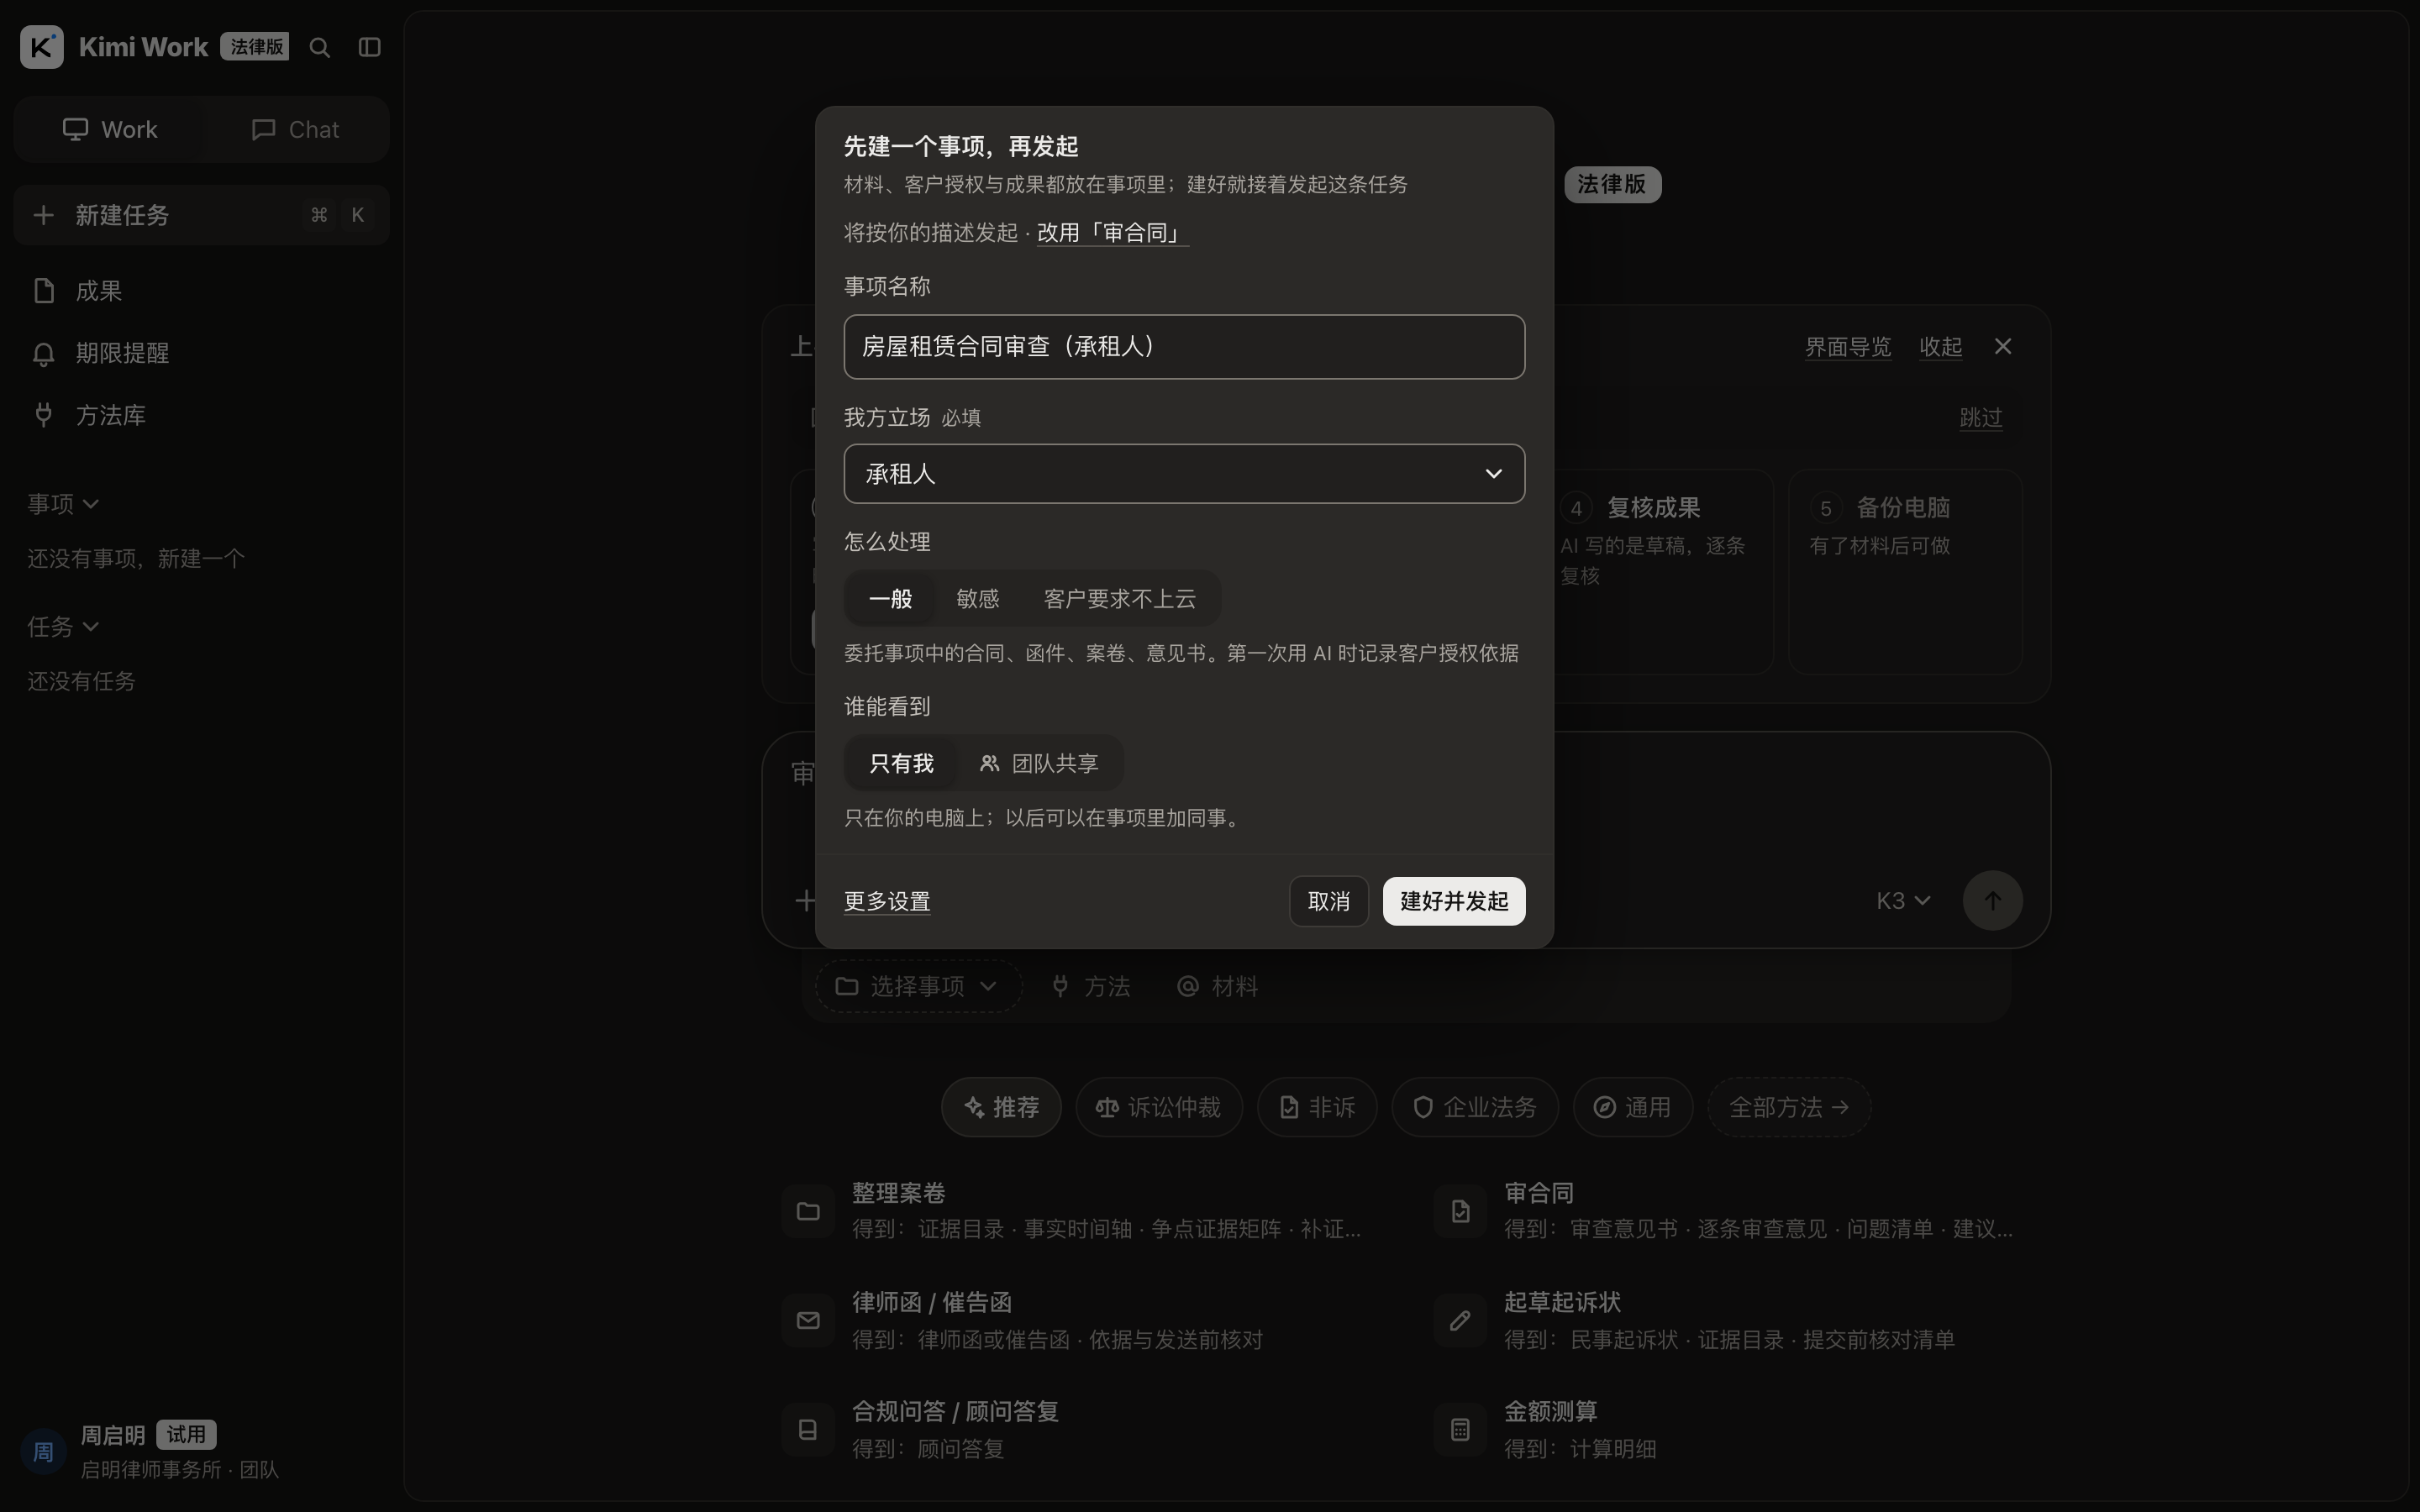 Kimi Work 法律版
Work
Chat
新建任务 ⌘ K
成果
期限提醒
方法库
事项
还没有事项，新建一个
任务
还没有任务
周
周启明 试用
启明律师事务所 · 团队
法律版
上
界面导览 收起
跳过
4 复核成果
AI 写的是草稿，逐条
复核
5 备份电脑
有了材料后可做
先建一个事项，再发起
材料、客户授权与成果都放在事项里；建好就接着发起这条任务
将按你的描述发起 · 改用「审合同」
事项名称
房屋租赁合同审查（承租人）
我方立场 必填
承租人
怎么处理
一般 敏感 客户要求不上云
委托事项中的合同、函件、案卷、意见书。第一次用 AI 时记录客户授权依据
谁能看到
只有我 团队共享
只在你的电脑上；以后可以在事项里加同事。
更多设置 取消 建好并发起
审
K3
选择事项 方法 材料
推荐 诉讼仲裁 非诉 企业法务 通用 全部方法 →
整理案卷
得到：证据目录 · 事实时间轴 · 争点证据矩阵 · 补证...
审合同
得到：审查意见书 · 逐条审查意见 · 问题清单 · 建议...
律师函 / 催告函
得到：律师函或催告函 · 依据与发送前核对
起草起诉状
得到：民事起诉状 · 证据目录 · 提交前核对清单
合规问答 / 顾问答复
得到：顾问答复
金额测算
得到：计算明细